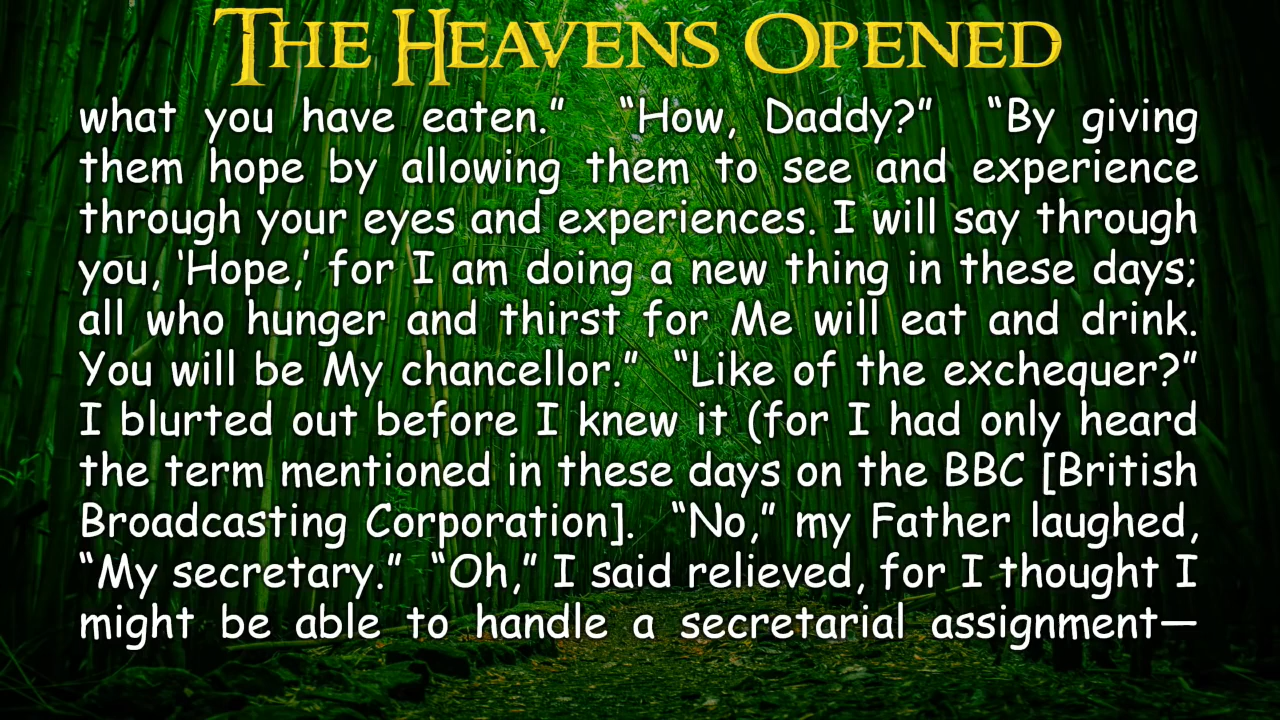 THE HEAVENS OPENED
what you have eaten.” “How, Daddy?” “By giving
them hope by allowing them to see and experience
through your eyes and experiences. I will say through
you, ‘Hope,’ for I am doing a new thing in these days;
all who hunger and thirst for Me will eat and drink.
You will be My chancellor.” “Like of the exchequer?”
I blurted out before I knew it (for I had only heard
the term mentioned in these days on the BBC [British
Broadcasting Corporation]. “No,” my Father laughed,
“My secretary.” “Oh,” I said relieved, for I thought I
might be able to handle a secretarial assignment—